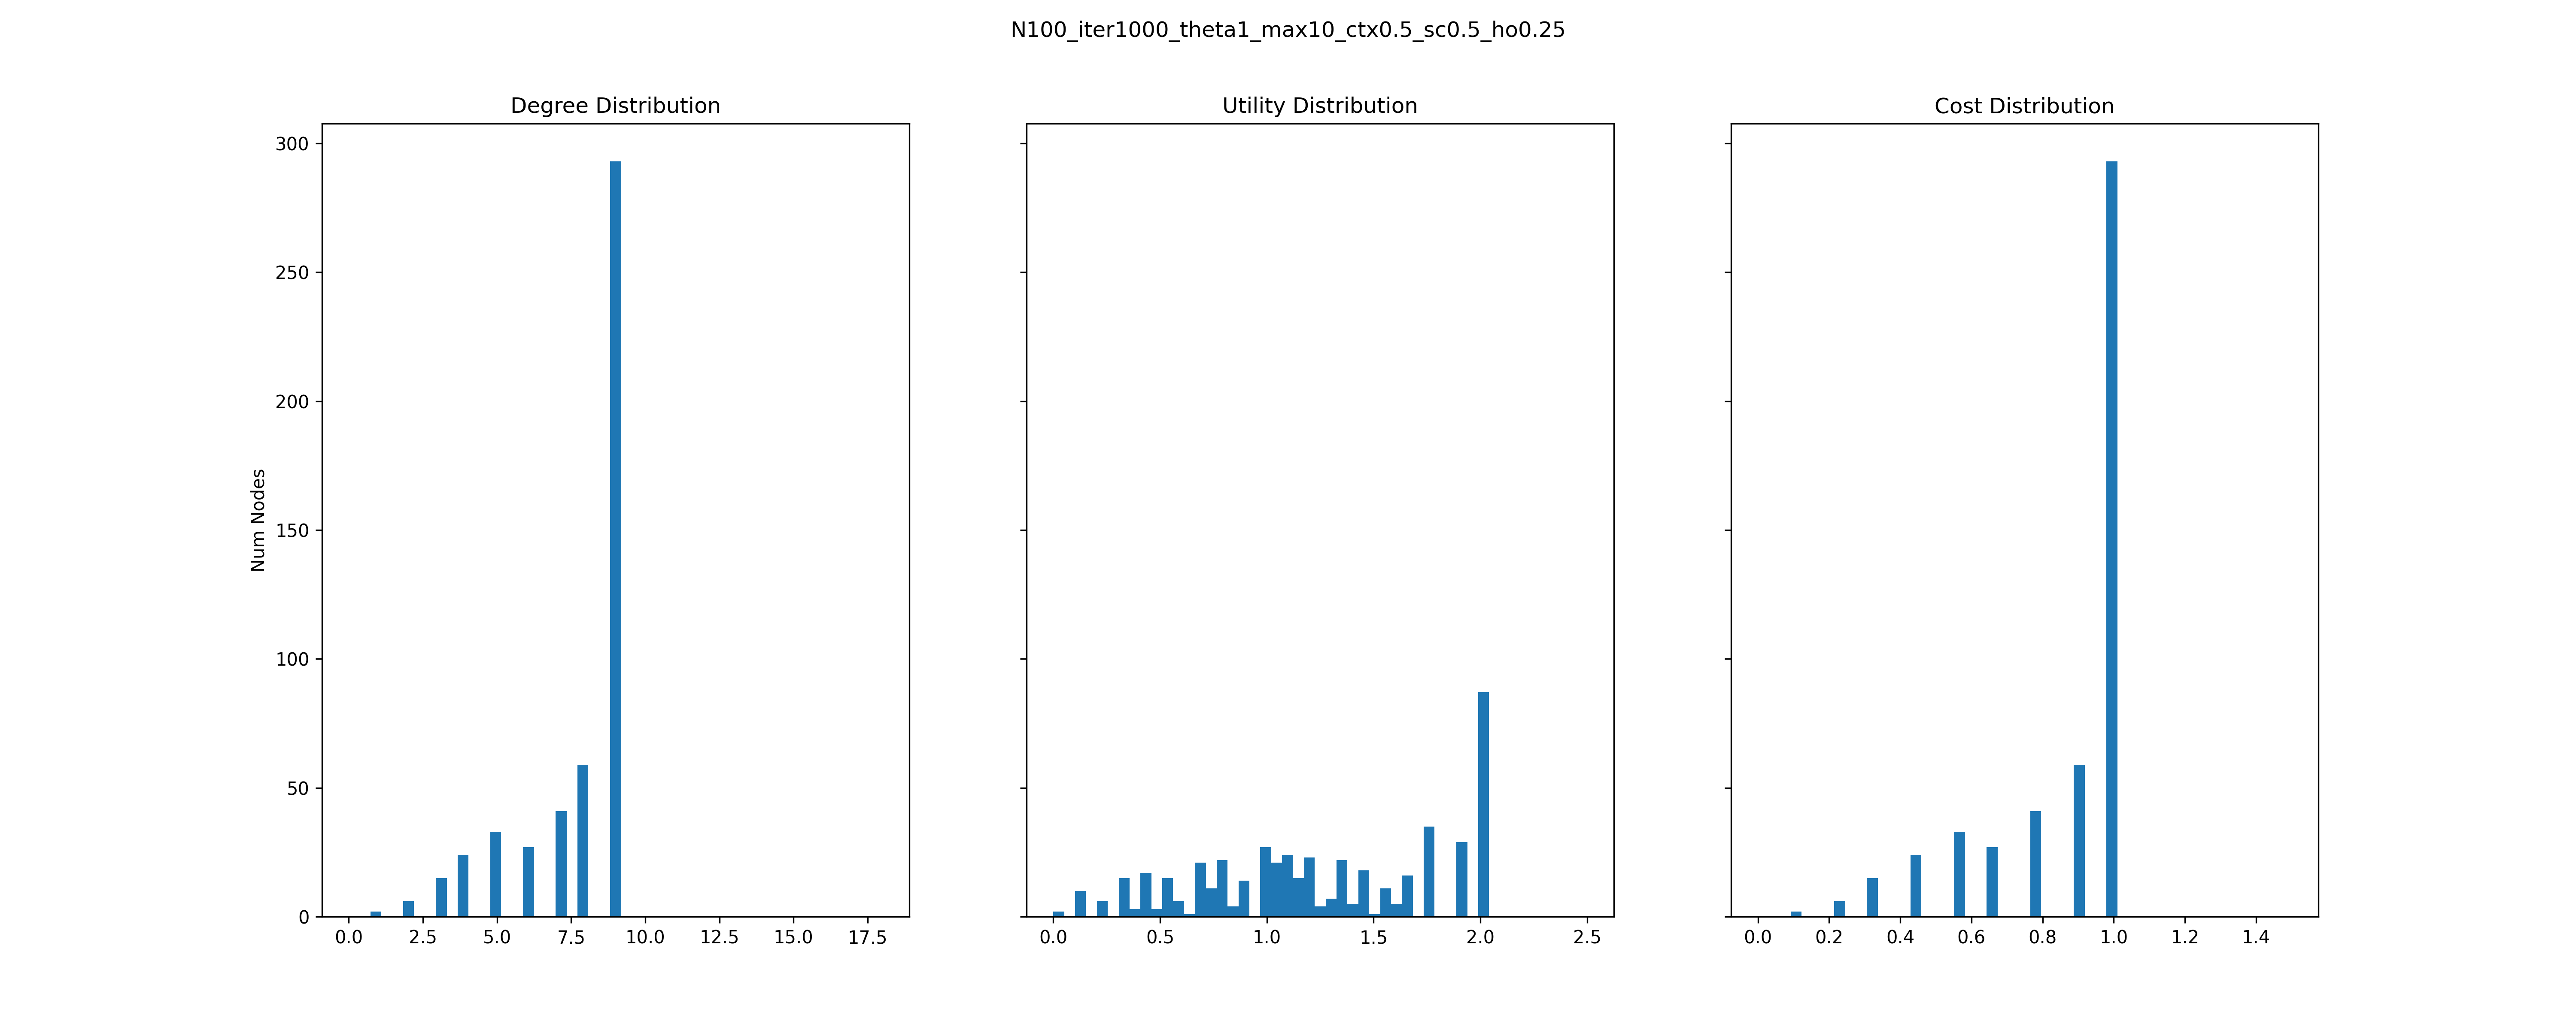 N100_iter1000_theta1_max10_ctx0.5_sc0.5_ho0.25
Degree Distribution
Utility Distribution
Cost Distribution
Num Nodes
300
250
200
150
100
50
0
0.0 2.5 5.0 7.5 10.0 12.5 15.0 17.5
0.0 0.5 1.0 1.5 2.0 2.5
0.0 0.2 0.4 0.6 0.8 1.0 1.2 1.4